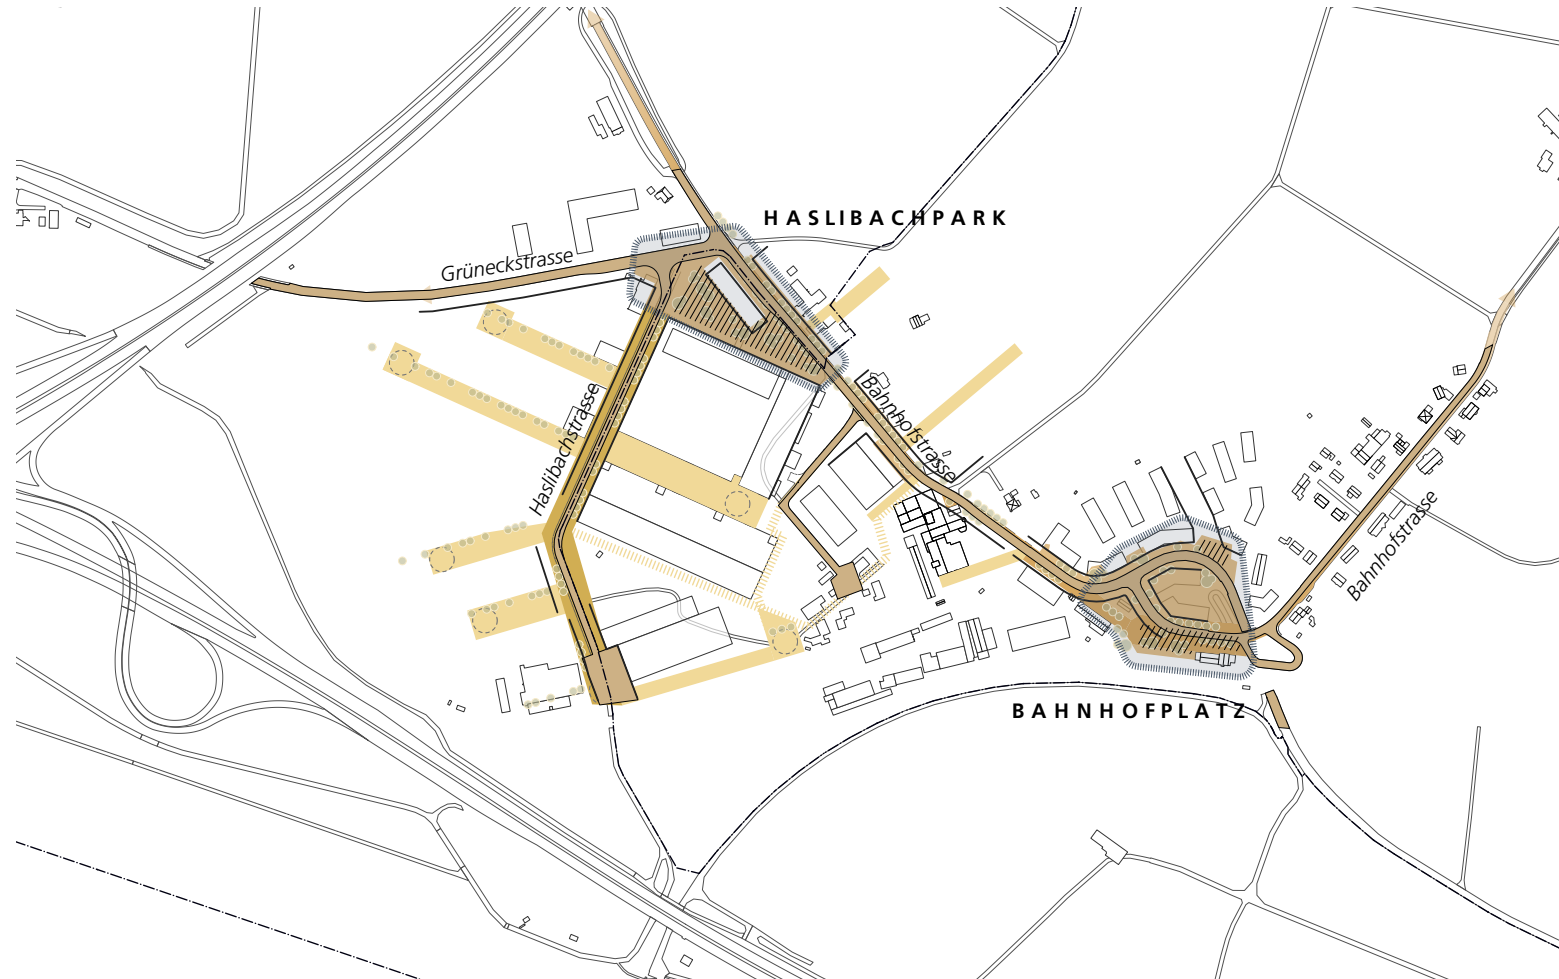 HASLIBACHPARK
Grüneckstrasse
Haslibachstrasse
Bahnhofstrasse
Bahnhofstrasse
BAHNHOFPLATZ